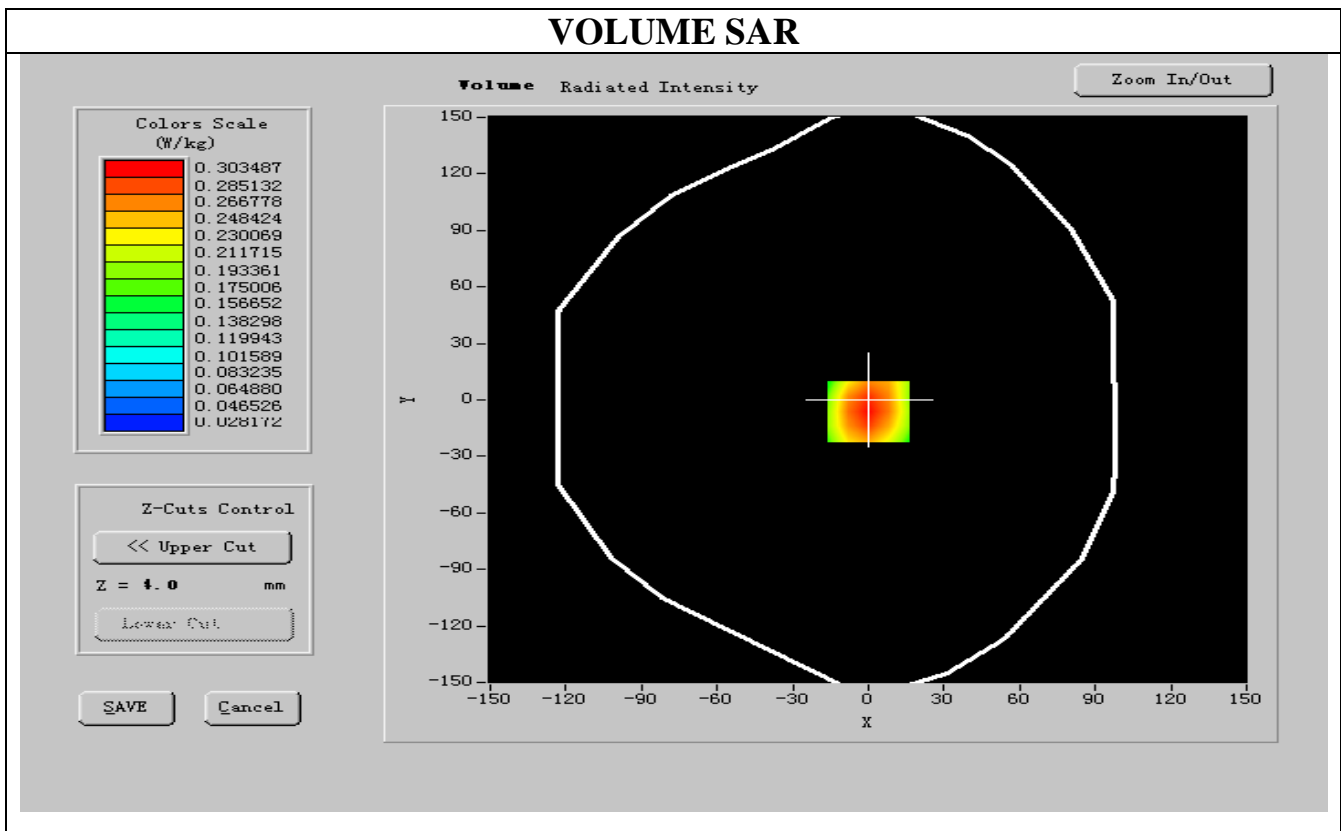 VOLUME SAR
Volume Radiated Intensity
Zoom In/Out
Colors Scale
(W/kg)
0.303487
0.285132
0.266778
0.248424
0.230069
0.211715
0.193361
0.175006
0.156652
0.138298
0.119943
0.101589
0.083235
0.064880
0.046526
0.028172
Z-Cuts Control
<< Upper Cut
Z = 4.0 mm
Lower Cut
SAVE Cancel
150
120
90
60
30
0
-30
-60
-90
-120
-150
Y
-150 -120 -90 -60 -30 0 30 60 90 120 150
X